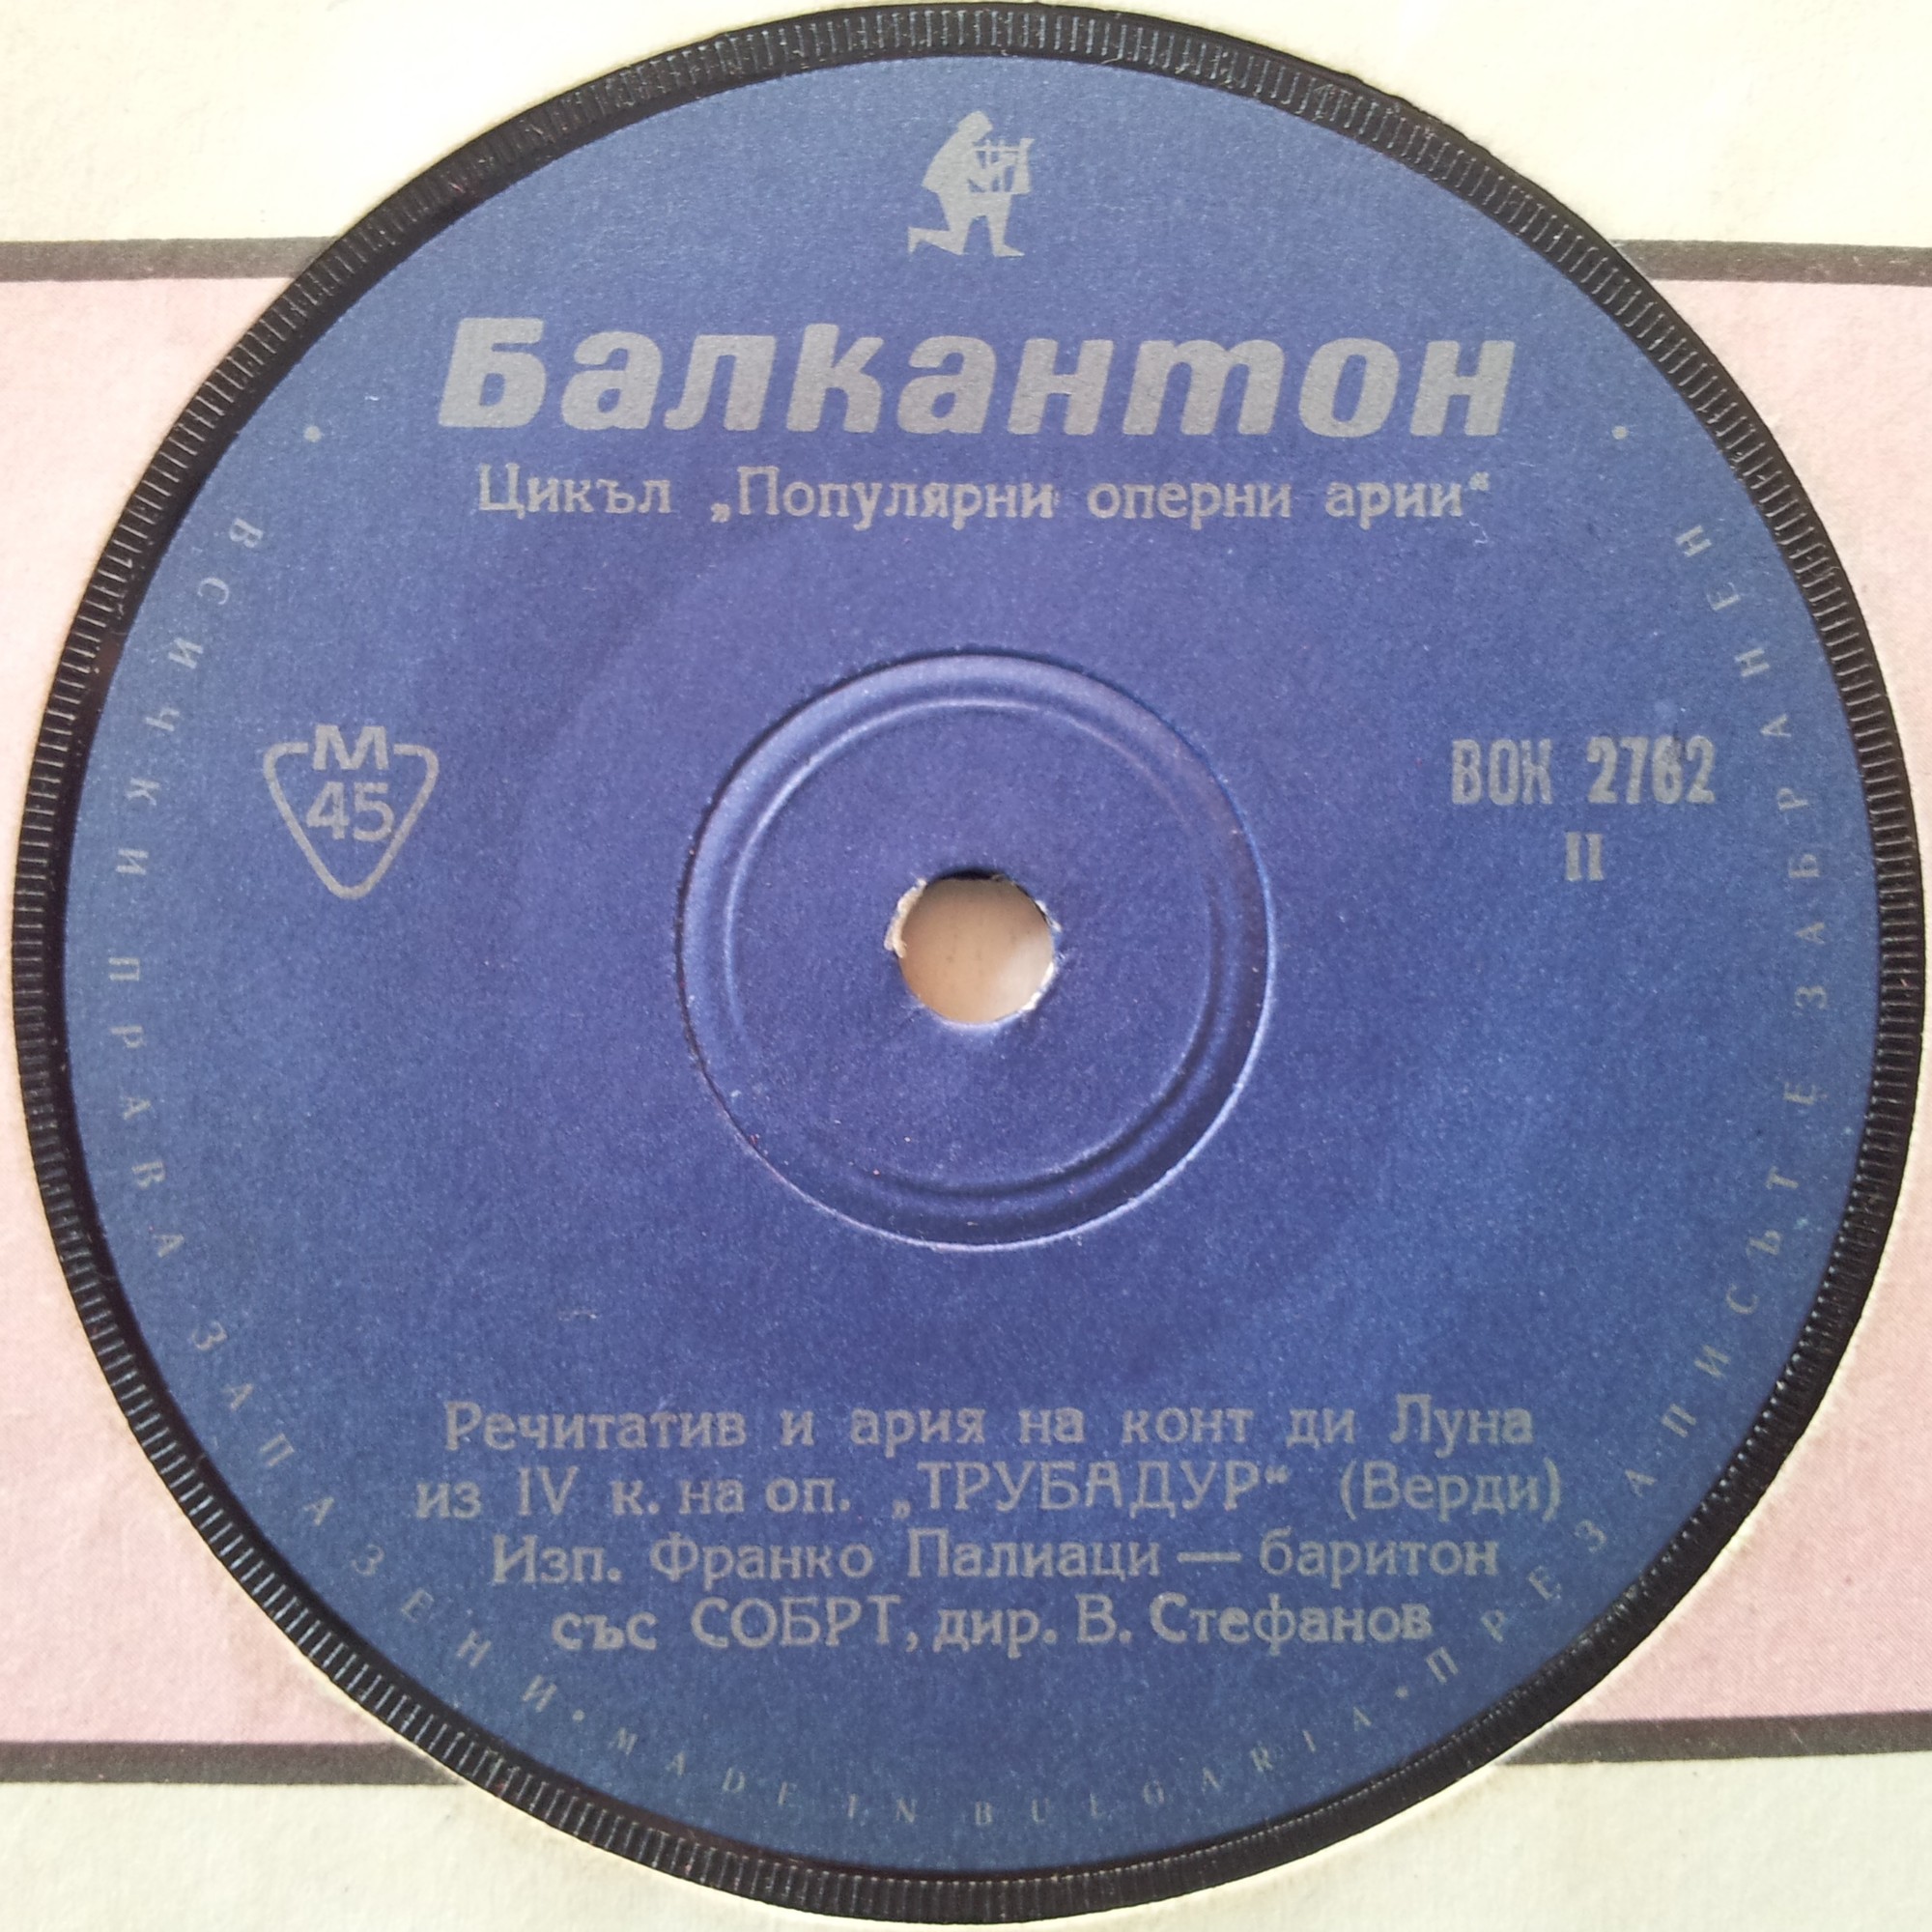 Балкантон
Цикъл „Популярни оперни арии“
М
45
ВОК 2762
II
Речитатив и ария на конт ди Луна
из IV к. на оп. „ТРУБАДУР“ (Верди)
Изп. Франко Палиаци — баритон
със СОБРТ, дир. В. Стефанов
• ВСИЧКИ ПРАВА ЗАПАЗЕНИ • MADE IN BULGARIA • ПРЕЗАПИСЪТ Е ЗАБРАНЕН •